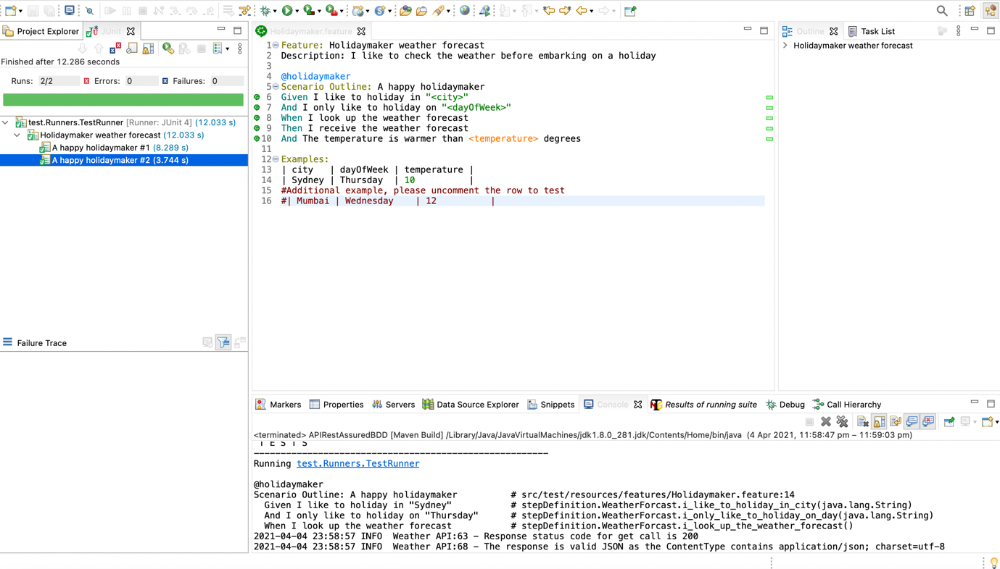 Project Explorer
JUnit
Finished after 12.286 seconds
Runs: 2/2
Errors: 0
Failures: 0
test.Runners.TestRunner [Runner: JUnit 4] (12.033 s)
Holidaymaker weather forecast (12.033 s)
A happy holidaymaker #1 (8.289 s)
A happy holidaymaker #2 (3.744 s)
Failure Trace
Holidaymaker.feature
1 Feature: Holidaymaker weather forecast
2 Description: I like to check the weather before embarking on a holiday
3
4 @holidaymaker
5 Scenario Outline: A happy holidaymaker
6 Given I like to holiday in "<city>"
7 And I only like to holiday on "<dayOfWeek>"
8 When I look up the weather forecast
9 Then I receive the weather forecast
10 And The temperature is warmer than <temperature> degrees
11
12 Examples:
13 | city   | dayOfWeek | temperature |
14 | Sydney | Thursday  | 10          |
15 #Additional example, please uncomment the row to test
16 #| Mumbai | Wednesday    | 12          |
Outline
Task List
Holidaymaker weather forecast
Markers
Properties
Servers
Data Source Explorer
Snippets
Console
Results of running suite
Debug
Call Hierarchy
<terminated> APIRestAssuredBDD [Maven Build] /Library/Java/JavaVirtualMachines/jdk1.8.0_281.jdk/Contents/Home/bin/java (4 Apr 2021, 11:58:47 pm – 11:59:03 pm)
T E S T S
-------------------------------------------------------
Running test.Runners.TestRunner
@holidaymaker
Scenario Outline: A happy holidaymaker          # src/test/resources/features/Holidaymaker.feature:14
Given I like to holiday in "Sydney"           # stepDefinition.WeatherForcast.i_like_to_holiday_in_city(java.lang.String)
And I only like to holiday on "Thursday"      # stepDefinition.WeatherForcast.i_only_like_to_holiday_on_day(java.lang.String)
When I look up the weather forecast           # stepDefinition.WeatherForcast.i_look_up_the_weather_forecast()
2021-04-04 23:58:57 INFO  Weather API:63 - Response status code for get call is 200
2021-04-04 23:58:57 INFO  Weather API:68 - The response is valid JSON as the ContentType contains application/json; charset=utf-8